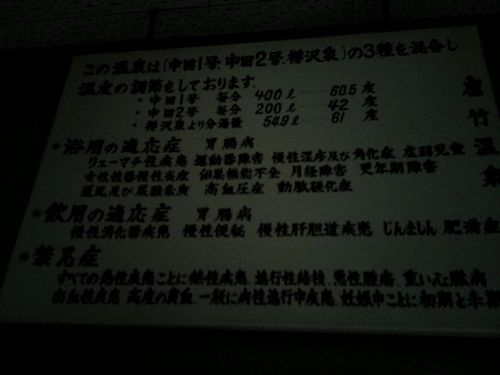 この温泉は(中田1号.中田2号.樺沢泉)の3種を混合し
温度の調節をしております.
・中田1号 毎分 400ℓ 60.5度
・中田2号 毎分 200ℓ 42度
・樺沢泉より分湯量 54.9ℓ 61度
唐竹温泉
●浴用の適応症 胃腸病
リューマチ性疾患 運動器障害 慢性湿疹及び角化症 虚弱児童
女性性器慢性炎症 卵巣機能不全 月経障害 更年期障害
痛風及び尿酸素質 高血圧症 動脈硬化症
●飲用の適応症 胃腸病
慢性消化器疾患 慢性便秘 慢性肝胆道疾患 じんましん 肥満症
●禁忌症
すべての急性疾患ことに熱性疾患.進行性結核.悪性腫瘍.重い心臓病
出血性疾患 高度の貧血 一般に病性進行中疾患.妊娠中ことに初期と末期